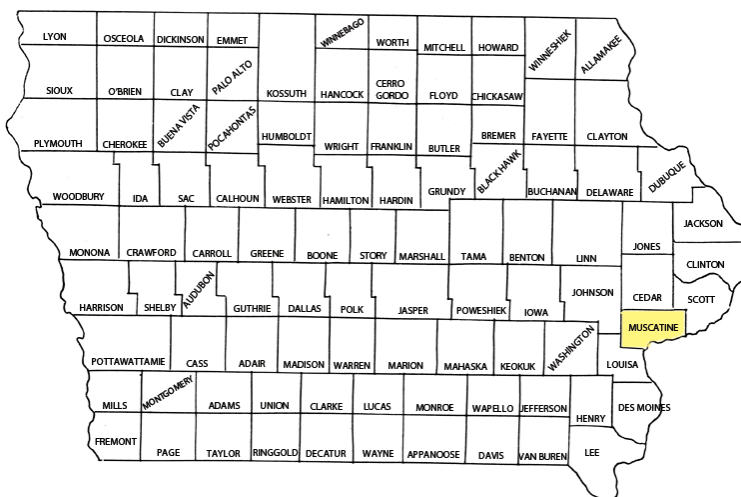 LYON OSCEOLA DICKINSON EMMET WINNEBAGO WORTH MITCHELL HOWARD WINNESHIEK ALLAMAKEE
SIOUX O'BRIEN CLAY PALO ALTO KOSSUTH HANCOCK CERRO GORDO FLOYD CHICKASAW
PLYMOUTH CHEROKEE BUENA VISTA POCAHONTAS HUMBOLDT WRIGHT FRANKLIN BUTLER BREMER FAYETTE CLAYTON
WOODBURY IDA SAC CALHOUN WEBSTER HAMILTON HARDIN GRUNDY BLACK HAWK BUCHANAN DELAWARE DUBUQUE
MONONA CRAWFORD CARROLL GREENE BOONE STORY MARSHALL TAMA BENTON LINN JONES JACKSON
CLINTON
HARRISON SHELBY AUDUBON GUTHRIE DALLAS POLK JASPER POWESHIEK IOWA JOHNSON CEDAR SCOTT
MUSCATINE
POTTAWATTAMIE CASS ADAIR MADISON WARREN MARION MAHASKA KEOKUK WASHINGTON LOUISA
MILLS MONTGOMERY ADAMS UNION CLARKE LUCAS MONROE WAPELLO JEFFERSON HENRY DES MOINES
FREMONT PAGE TAYLOR RINGGOLD DECATUR WAYNE APPANOOSE DAVIS VAN BUREN LEE